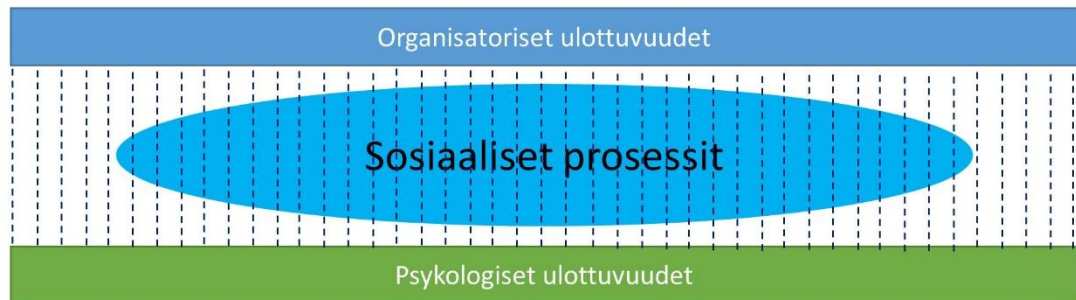 Organisatoriset ulottuvuudet
Sosiaaliset prosessit
Psykologiset ulottuvuudet